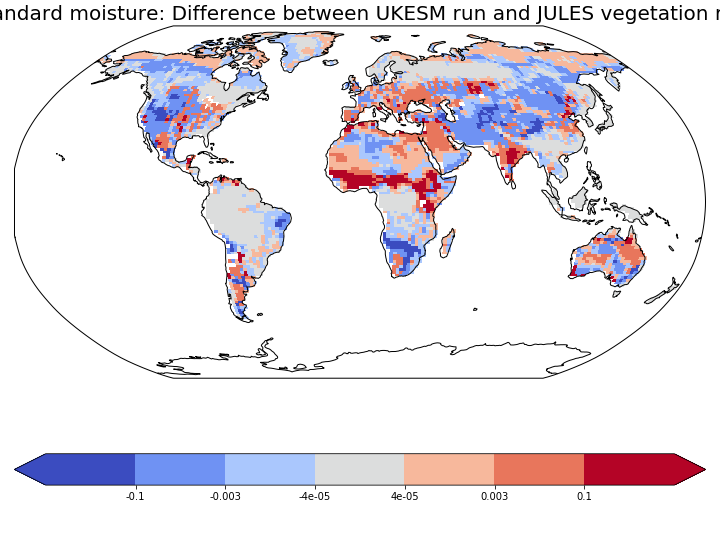 andard moisture: Difference between UKESM run and JULES vegetation r
-0.1 -0.003 -4e-05 4e-05 0.003 0.1